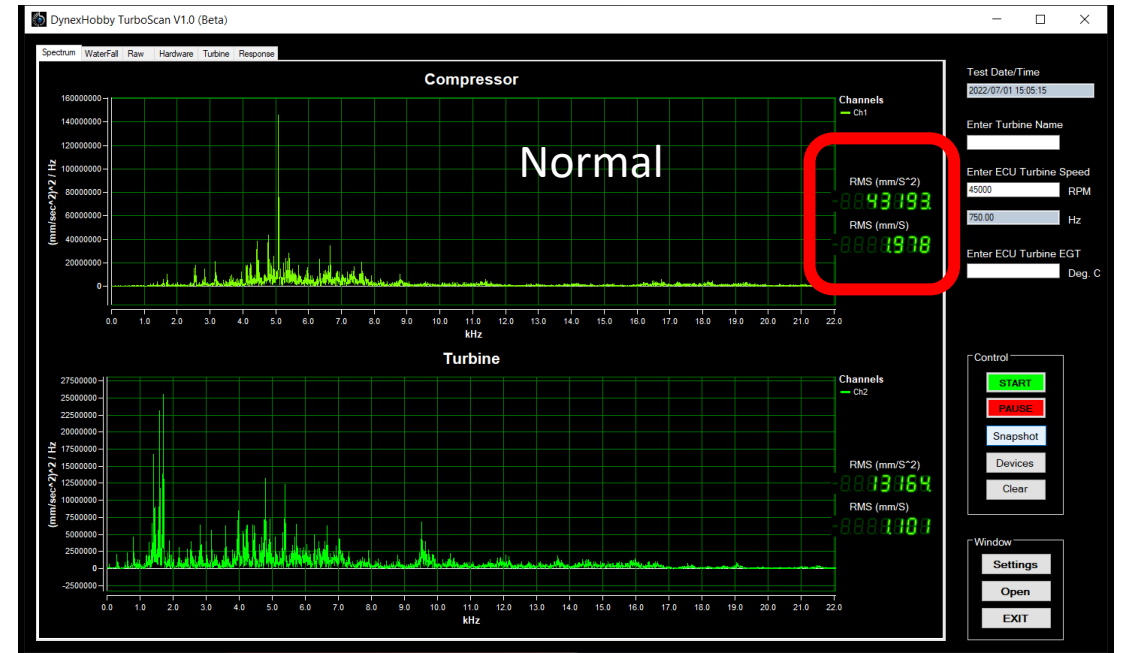 DynexHobby TurboScan V1.0 (Beta)
Spectrum WaterFall Raw Hardware Turbine Response
Compressor
160000000
140000000
120000000
100000000
80000000
60000000
40000000
20000000
0
(mm/sec^2)^2 / Hz
0.0 1.0 2.0 3.0 4.0 5.0 6.0 7.0 8.0 9.0 10.0 11.0 12.0 13.0 14.0 15.0 16.0 17.0 18.0 19.0 20.0 21.0 22.0
kHz
Channels
Ch1
Normal
RMS (mm/S^2)
43193.
RMS (mm/S)
1.978
Turbine
27500000
25000000
22500000
20000000
17500000
15000000
12500000
10000000
7500000
5000000
2500000
0
-2500000
(mm/sec^2)^2 / Hz
0.0 1.0 2.0 3.0 4.0 5.0 6.0 7.0 8.0 9.0 10.0 11.0 12.0 13.0 14.0 15.0 16.0 17.0 18.0 19.0 20.0 21.0 22.0
kHz
Channels
Ch2
RMS (mm/S^2)
13164.
RMS (mm/S)
1.101
Test Date/Time
2022/07/01 15:05:15
Enter Turbine Name
Enter ECU Turbine Speed
45000 RPM
750.00 Hz
Enter ECU Turbine EGT
Deg. C
Control
START
PAUSE
Snapshot
Devices
Clear
Window
Settings
Open
EXIT